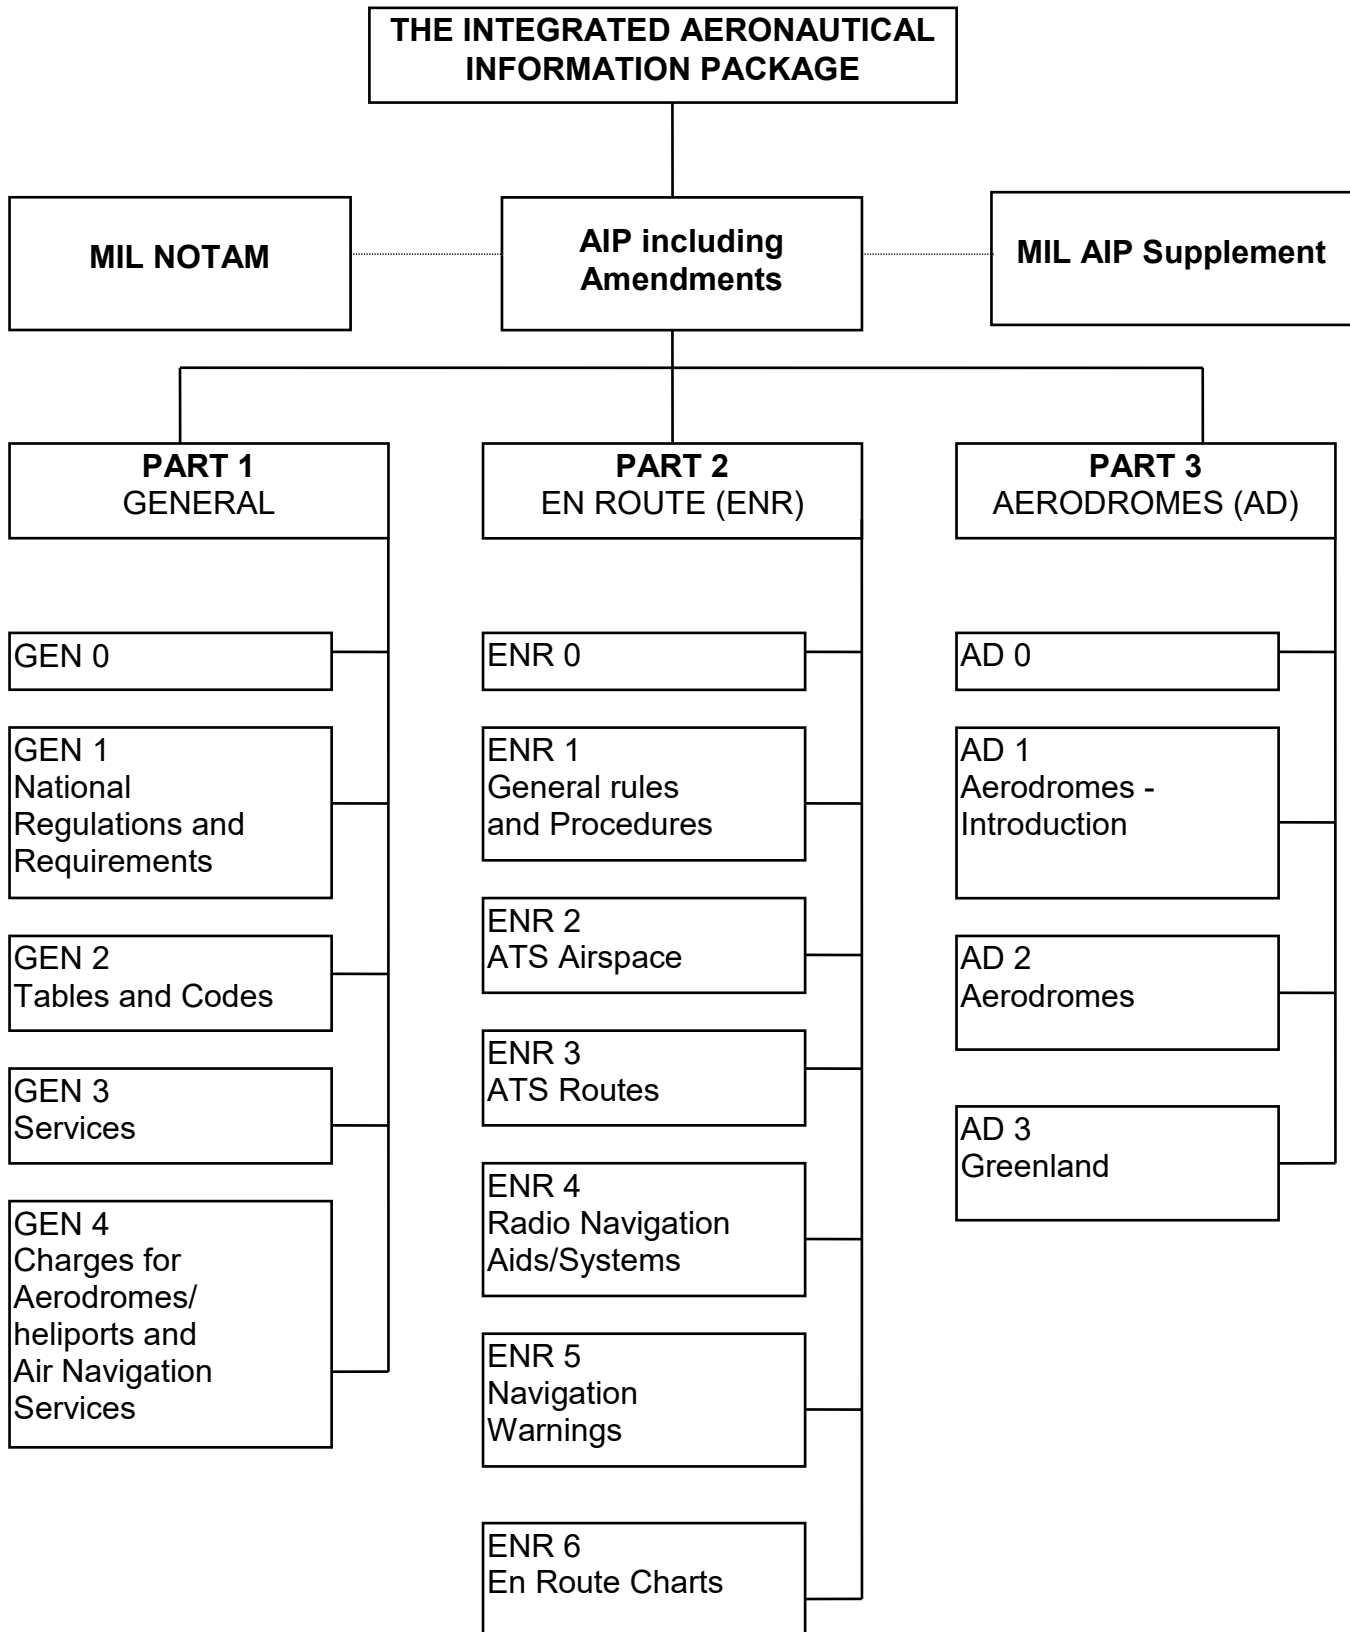 THE INTEGRATED AERONAUTICAL
INFORMATION PACKAGE
MIL NOTAM
AIP including
Amendments
MIL AIP Supplement
PART 1
GENERAL
PART 2
EN ROUTE (ENR)
PART 3
AERODROMES (AD)
GEN 0
GEN 1
National
Regulations and
Requirements
GEN 2
Tables and Codes
GEN 3
Services
GEN 4
Charges for
Aerodromes/
heliports and
Air Navigation
Services
ENR 0
ENR 1
General rules
and Procedures
ENR 2
ATS Airspace
ENR 3
ATS Routes
ENR 4
Radio Navigation
Aids/Systems
ENR 5
Navigation
Warnings
ENR 6
En Route Charts
AD 0
AD 1
Aerodromes -
Introduction
AD 2
Aerodromes
AD 3
Greenland